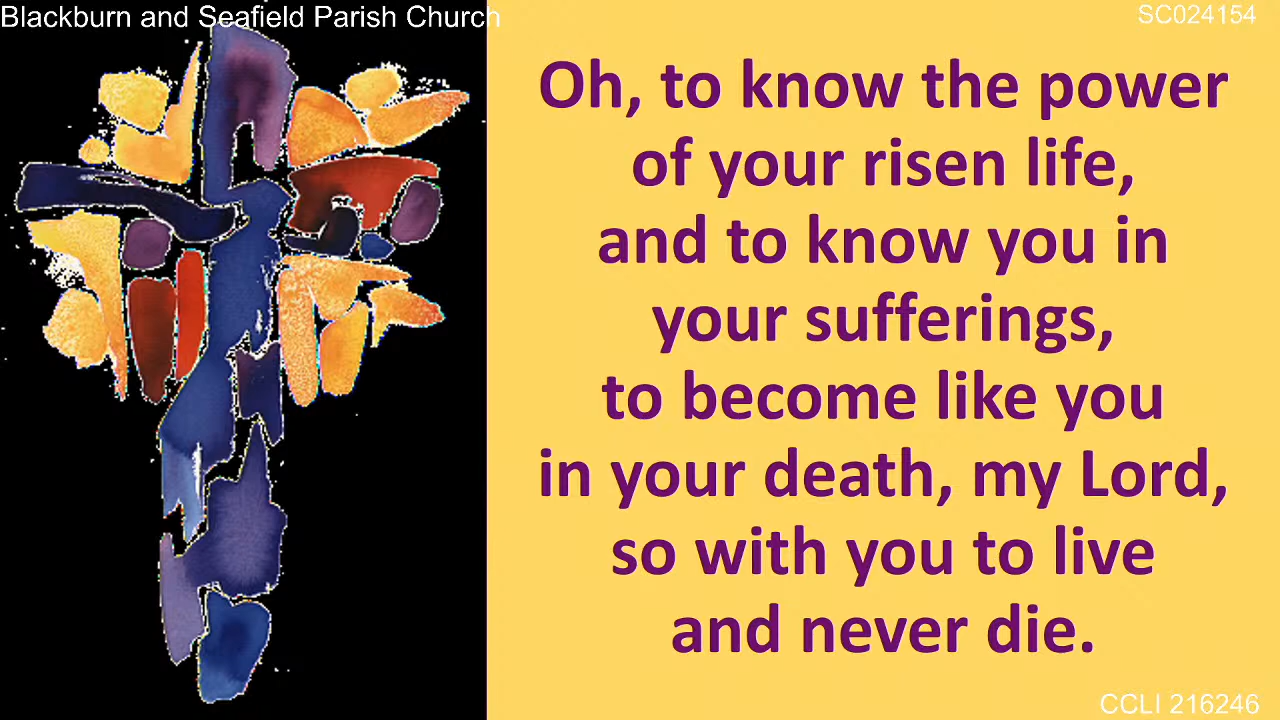 Blackburn and Seafield Parish Church
SC024154
Oh, to know the power
of your risen life,
and to know you in
your sufferings,
to become like you
in your death, my Lord,
so with you to live
and never die.
CCLI 216246